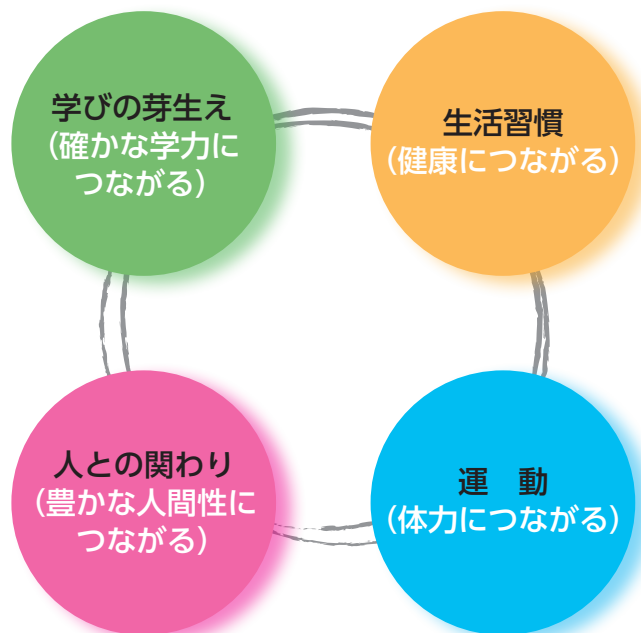 学びの芽生え
(確かな学力に
つながる)
生活習慣
(健康につながる)
人との関わり
(豊かな人間性に
つながる)
運　動
(体力につながる)